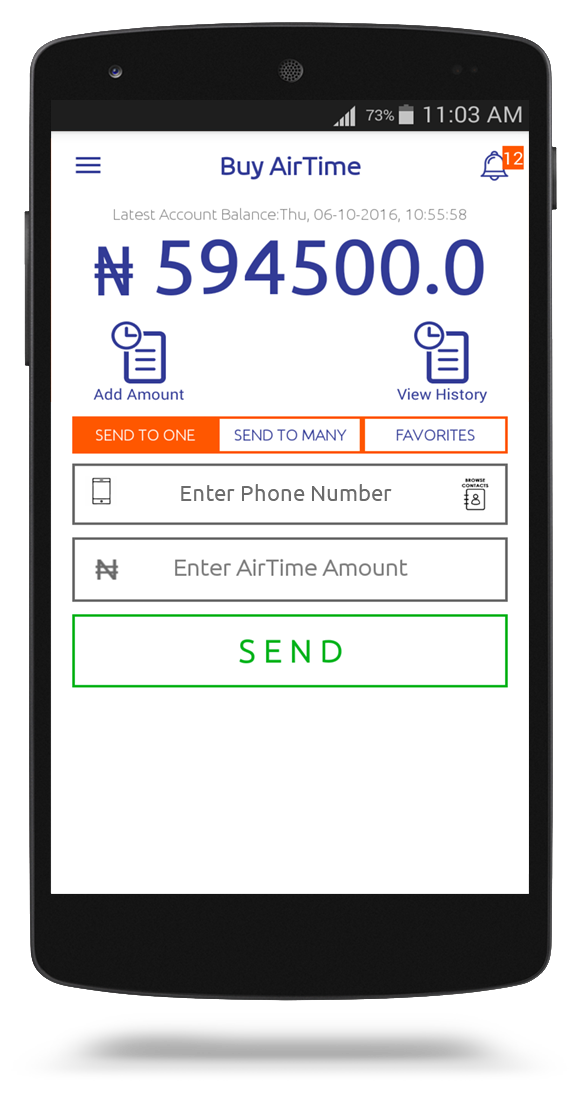 73% 11:03 AM
Buy AirTime
12
Latest Account Balance:Thu, 06-10-2016, 10:55:58
₦ 594500.0
Add Amount
View History
SEND TO ONE
SEND TO MANY
FAVORITES
Enter Phone Number
BROWSE
CONTACTS
₦
Enter AirTime Amount
SEND